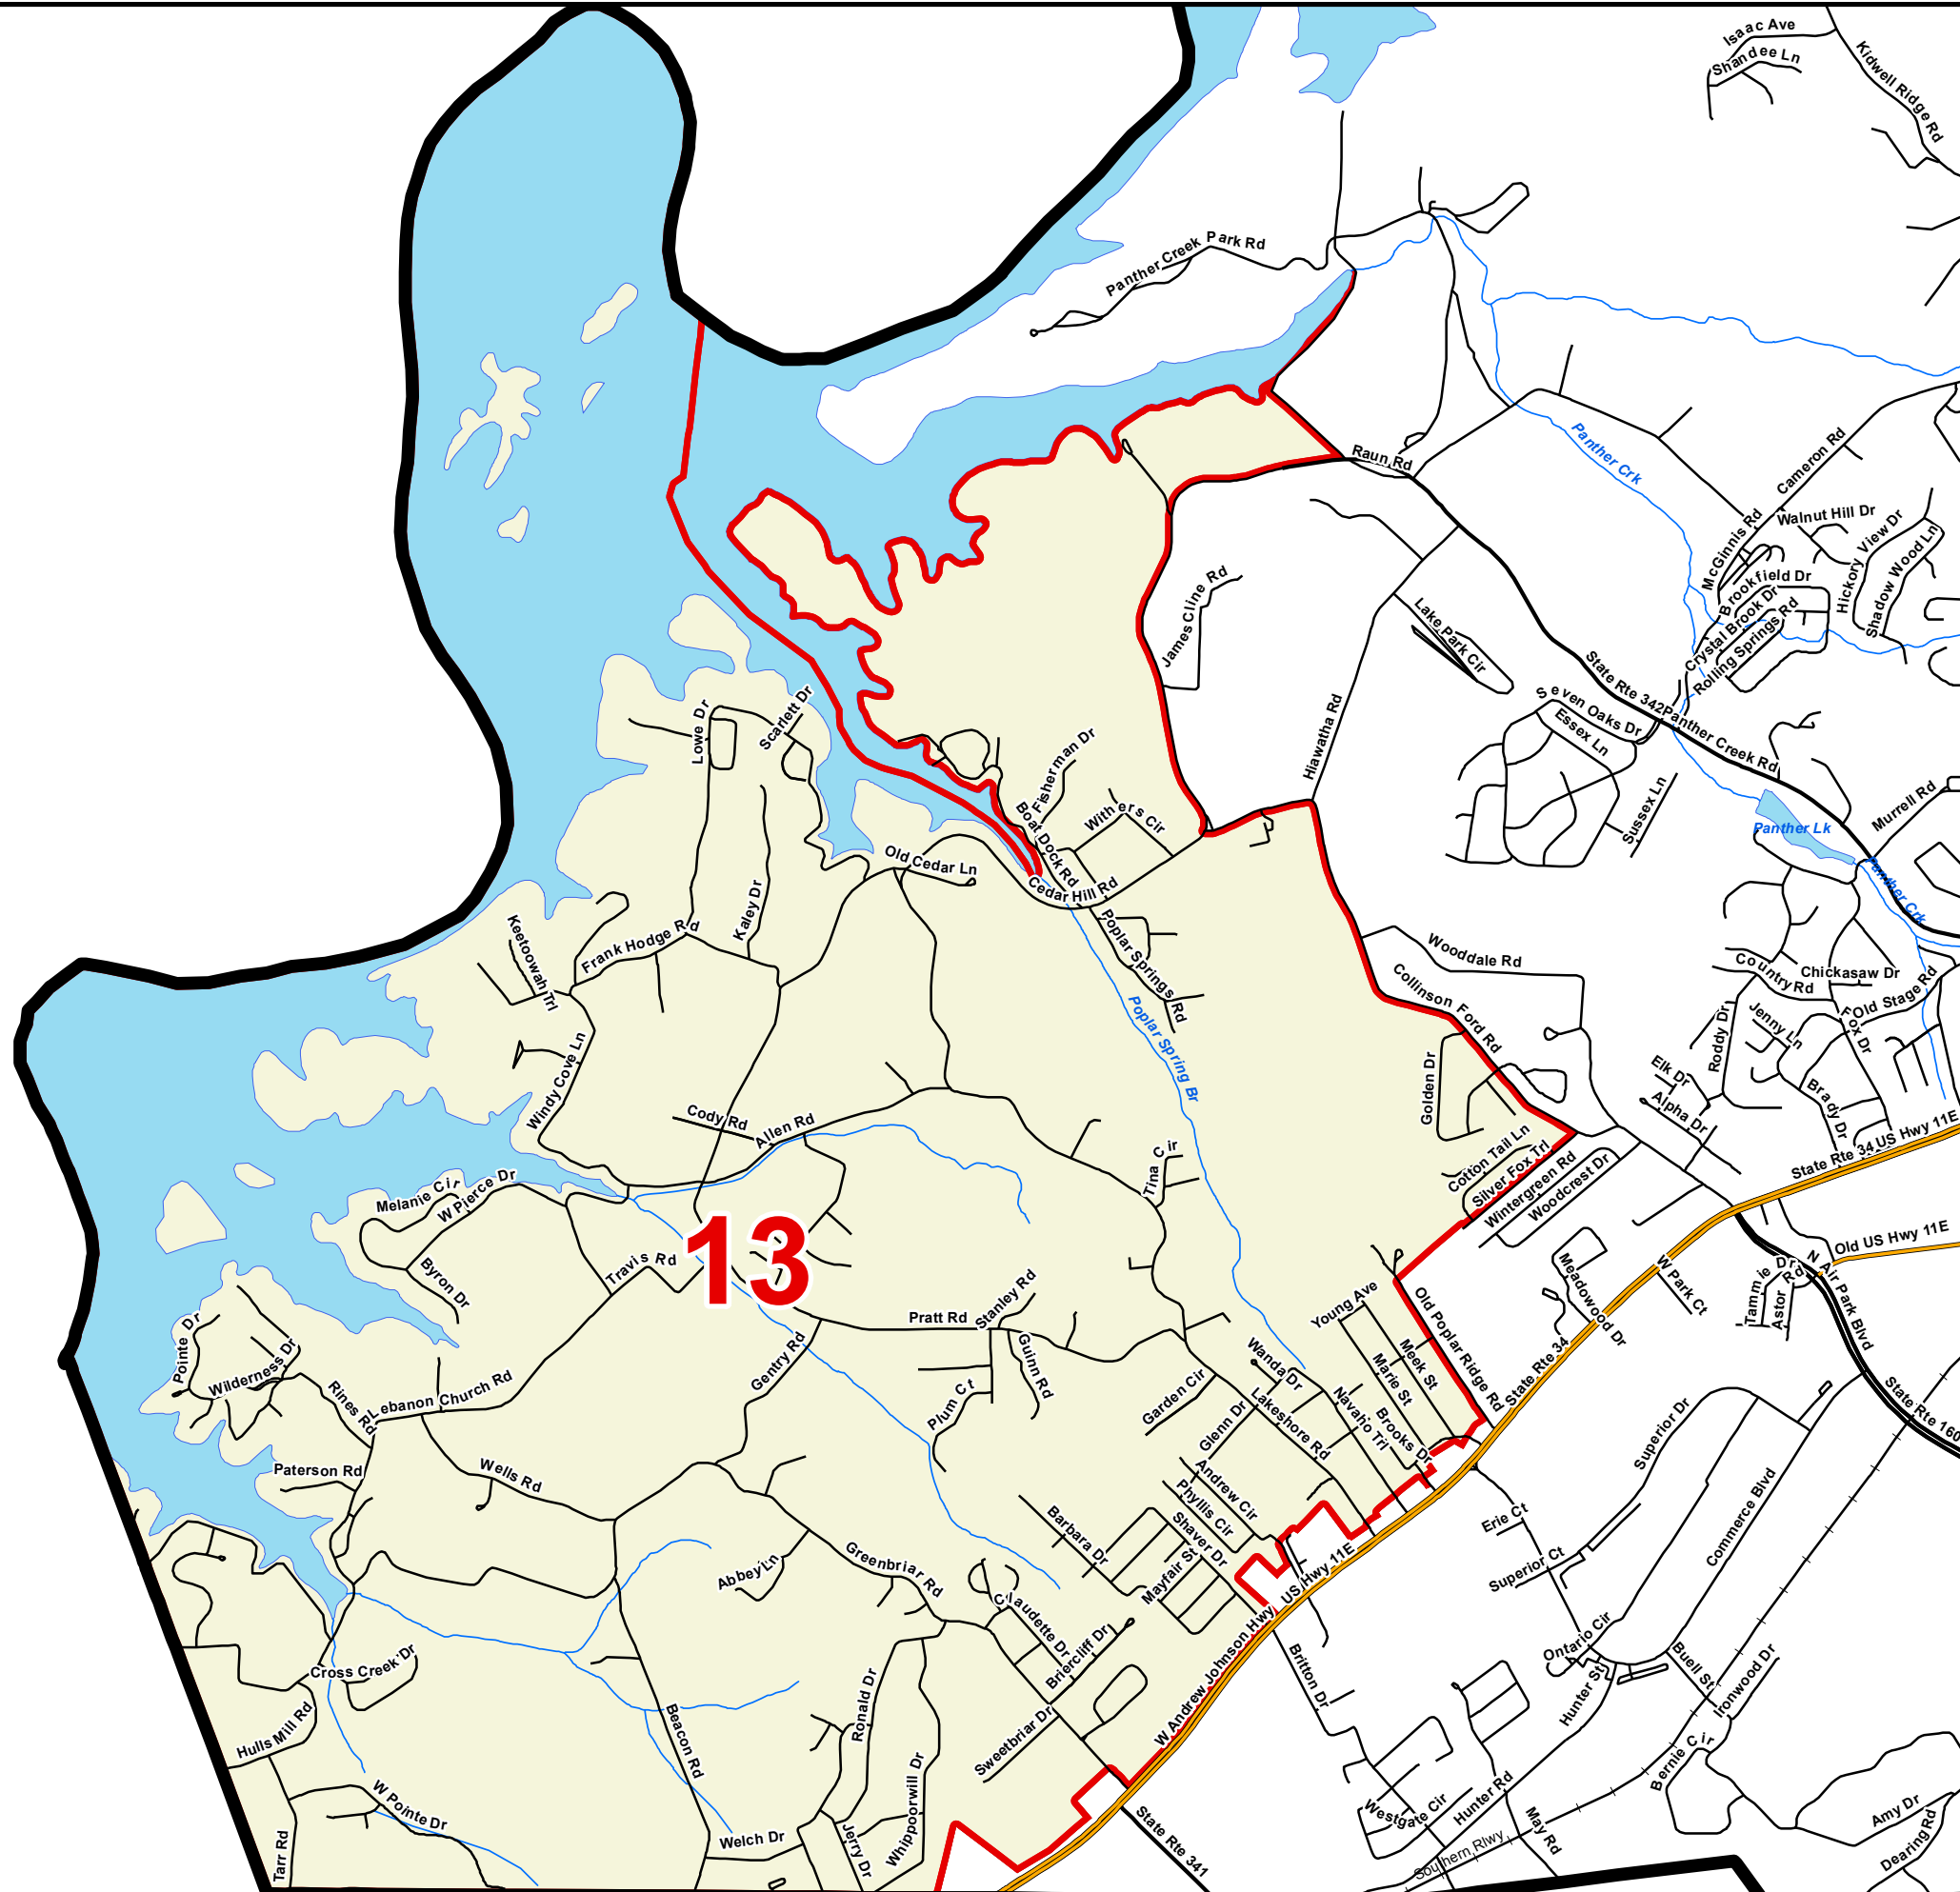 Isaac Ave
Shandee Ln
Kidwell Ridge Rd
Panther Creek Park Rd
Raun Rd
Panther Crk
Cameron Rd
Walnut Hill Dr
McGinnis Rd
Hickory View Dr
Shadow Wood Ln
Brookfield Dr
Crystal Brook Dr
Rolling Springs Rd
James Cline Rd
Lake Park Cir
State Rte 342
Panther Creek Rd
Seven Oaks Dr
Essex Ln
Sussex Ln
Hiawatha Rd
Lowe Dr
Scarlett Dr
Fisherman Dr
Withers Cir
Boat Dock Rd
Murrell Rd
Panther Lk
Panther Crk
Old Cedar Ln
Cedar Hill Rd
Kaley Dr
Frank Hodge Rd
Keetoowah Trl
Poplar Springs Rd
Poplar Spring Br
Wooddale Rd
Collinson Ford Rd
Country Rd
Chickasaw Dr
Old Stage Rd
Fox Dr
Jenny Ln
Roddy Dr
Elk Dr
Alpha Dr
Brady Dr
Golden Dr
Windy Cove Ln
Cody Rd
Allen Rd
Tina Cir
Cotton Tail Ln
Silver Fox Trl
Wintergreen Rd
Woodcrest Dr
State Rte 34
US Hwy 11E
Old US Hwy 11E
N Air Park Blvd
Tammie Dr
Astor Rd
W Park Ct
Meadowood Dr
Melanie Cir
W Pierce Dr
Byron Dr
Travis Rd
13
Pratt Rd
Stanley Rd
Guinn Rd
Gentry Rd
Plum Ct
Young Ave
Meek St
Marie St
Old Poplar Ridge Rd
State Rte 34
State Rte 160
Pointe Dr
Wilderness Dr
Rines Rd
Lebanon Church Rd
Wanda Dr
Garden Cir
Glenn Dr
Lakeshore Rd
Navaho Trl
Brooks Dr
Superior Dr
Commerce Blvd
Paterson Rd
Wells Rd
Andrew Cir
Phyllis Cir
Shaver Dr
Mayfair St
Barbara Dr
Erie Ct
Superior Ct
US Hwy 11E
W Andrew Johnson Hwy
Abbey Ln
Greenbriar Rd
Claudette Dr
Briercliff Dr
Sweetbriar Dr
Britton Dr
Ontario Cir
Hunter St
Buell St
Ironwood Dr
Bernie Cir
Cross Creek Dr
Hulls Mill Rd
Beacon Rd
Ronald Dr
Whippoorwill Dr
Jerry Dr
Welch Dr
W Pointe Dr
Tarr Rd
State Rte 341
Westgate Cir
Hunter Rd
May Rd
Southern Rlwy
Amy Dr
Dearing Rd